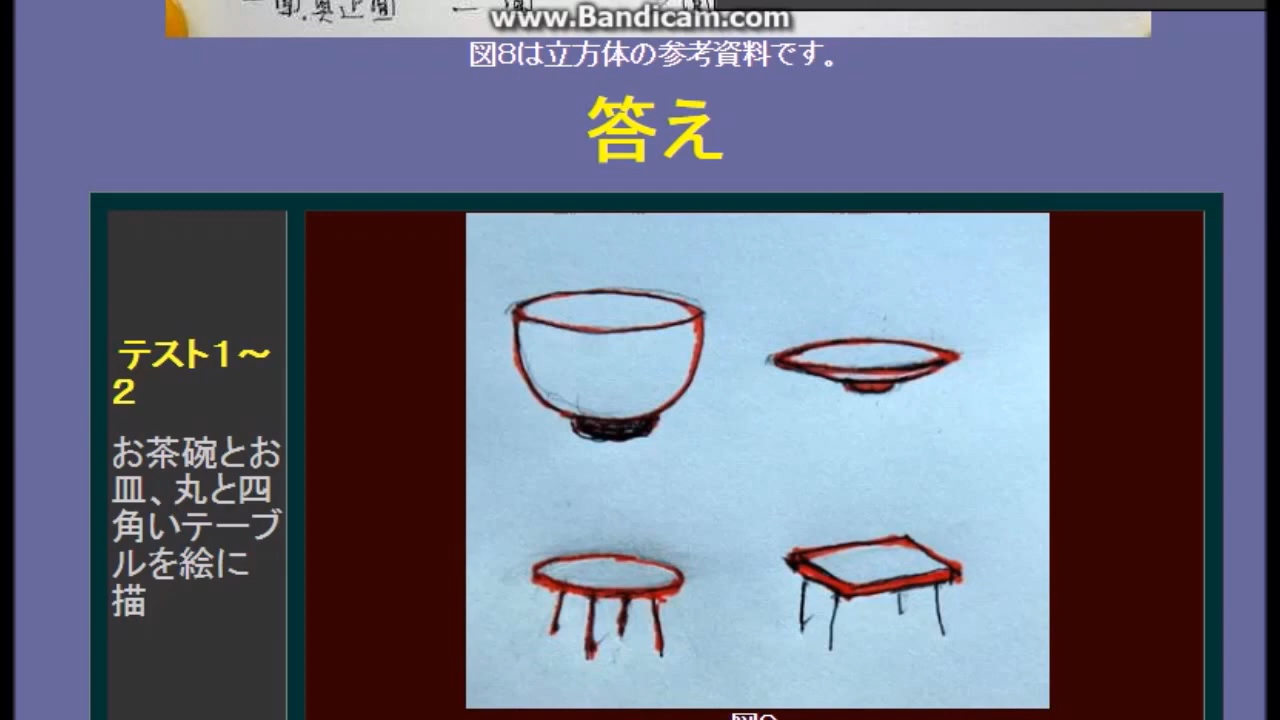 www.Bandicam.com
図8は立方体の参考資料です。
答え
テスト１～
２
お茶碗とお
皿、丸と四
角いテーブ
ルを絵に
描